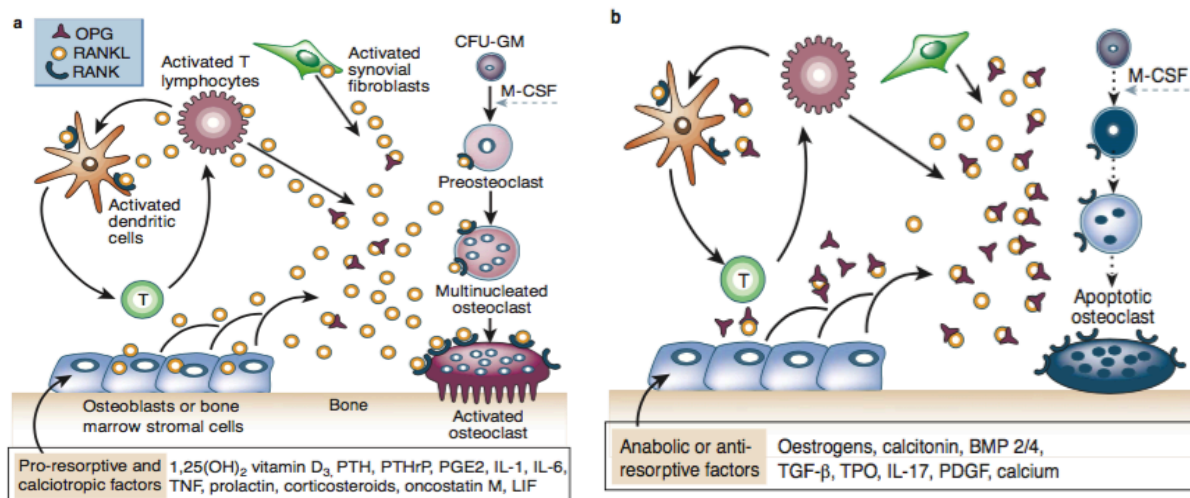 a
OPG
RANKL
RANK
Activated T
lymphocytes
Activated
synovial
fibroblasts
CFU-GM
M-CSF
Preosteoclast
Activated
dendritic
cells
Multinucleated
osteoclast
T
Osteoblasts or bone
marrow stromal cells
Bone
Activated
osteoclast
Pro-resorptive and
calciotropic factors
1,25(OH)₂ vitamin D₃, PTH, PTHrP, PGE2, IL-1, IL-6,
TNF, prolactin, corticosteroids, oncostatin M, LIF
b
M-CSF
T
Apoptotic
osteoclast
Anabolic or anti-
resorptive factors
Oestrogens, calcitonin, BMP 2/4,
TGF-β, TPO, IL-17, PDGF, calcium